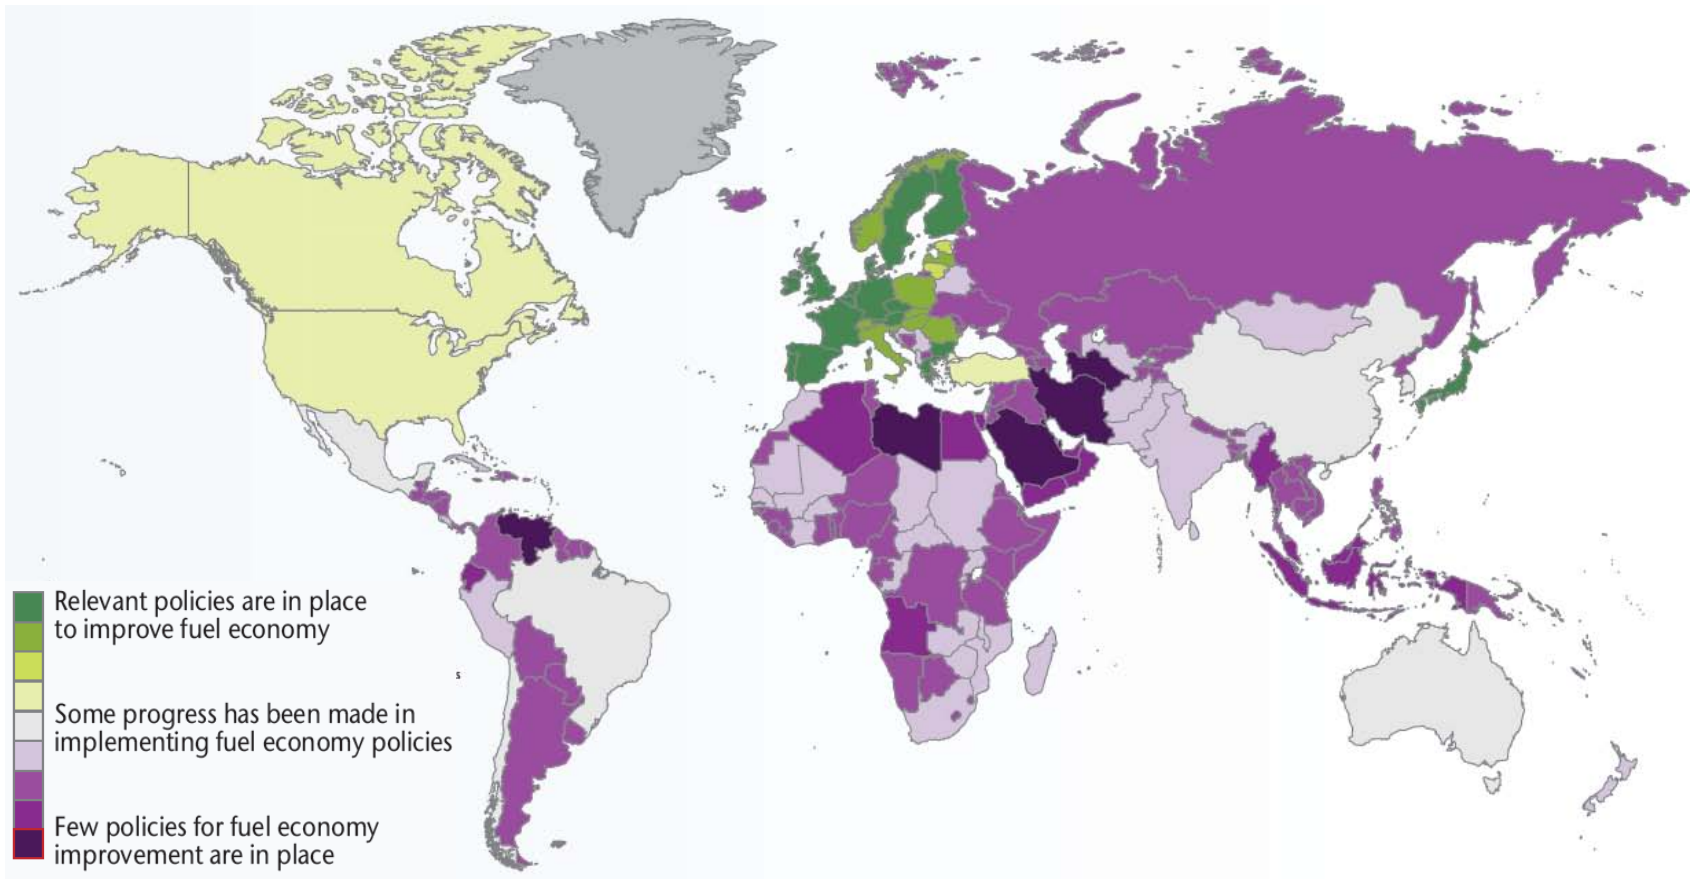 Relevant policies are in place
to improve fuel economy
s
Some progress has been made in
implementing fuel economy policies
Few policies for fuel economy
improvement are in place